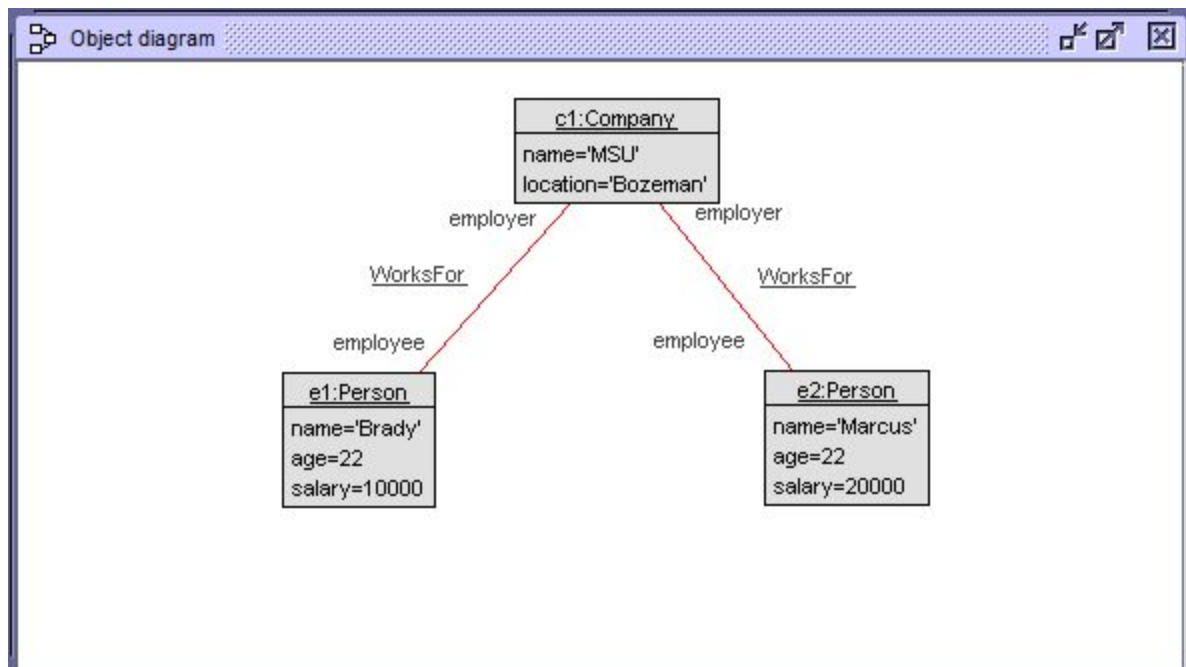 Object diagram
c1:Company
name='MSU'
location='Bozeman'
employer
employer
WorksFor
WorksFor
employee
employee
e1:Person
name='Brady'
age=22
salary=10000
e2:Person
name='Marcus'
age=22
salary=20000